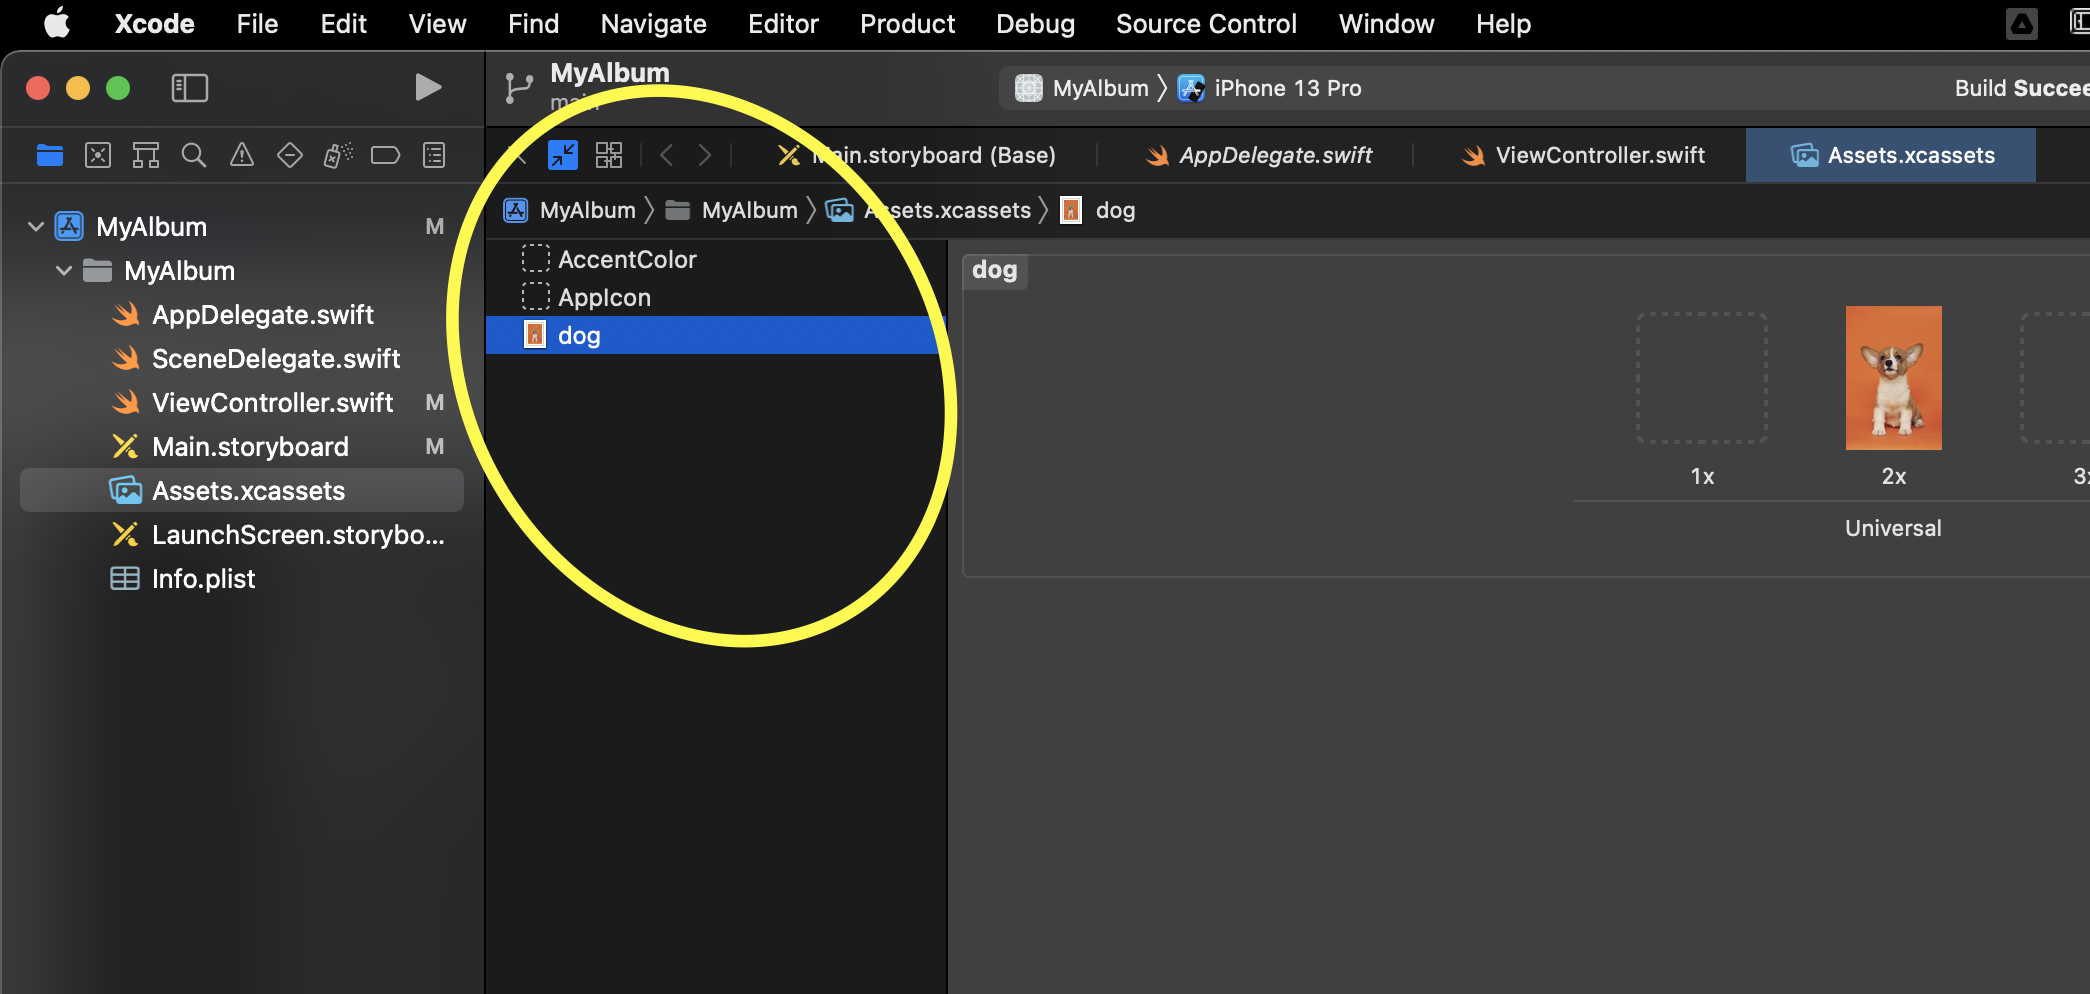 Xcode File Edit View Find Navigate Editor Product Debug Source Control Window Help
MyAlbum
main
MyAlbum iPhone 13 Pro
Build Succee
Main.storyboard (Base) AppDelegate.swift ViewController.swift Assets.xcassets
MyAlbum MyAlbum Assets.xcassets dog
MyAlbum M
MyAlbum
AppDelegate.swift
SceneDelegate.swift
ViewController.swift M
Main.storyboard M
Assets.xcassets
LaunchScreen.storybo...
Info.plist
AccentColor
AppIcon
dog
dog
1x 2x 3x
Universal